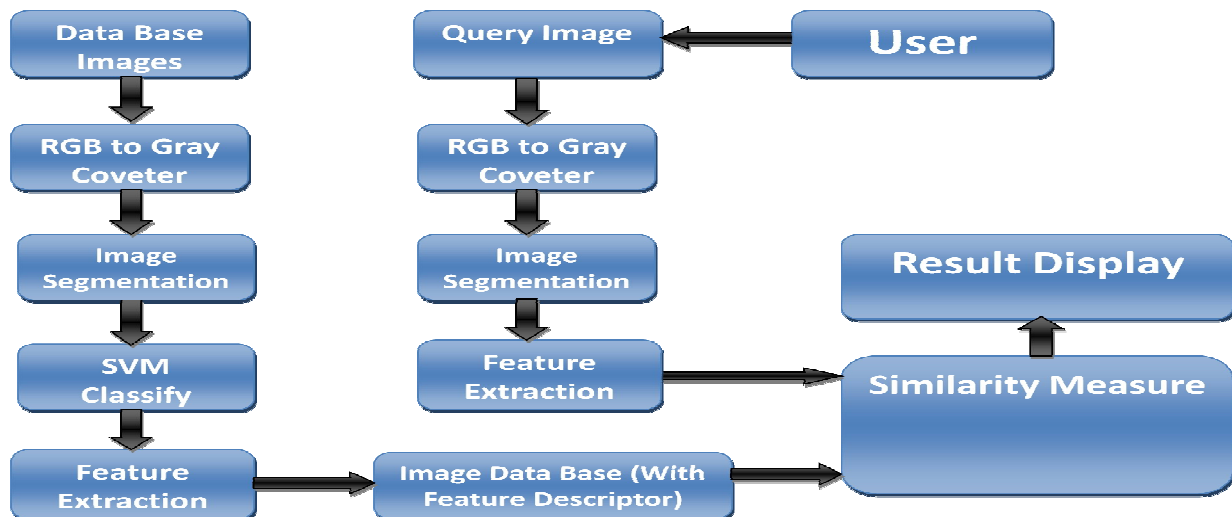 Data Base
Images
RGB to Gray
Coveter
Image
Segmentation
SVM
Classify
Feature
Extraction
Query Image
RGB to Gray
Coveter
Image
Segmentation
Feature
Extraction
Image Data Base (With
Feature Descriptor)
User
Result Display
Similarity Measure